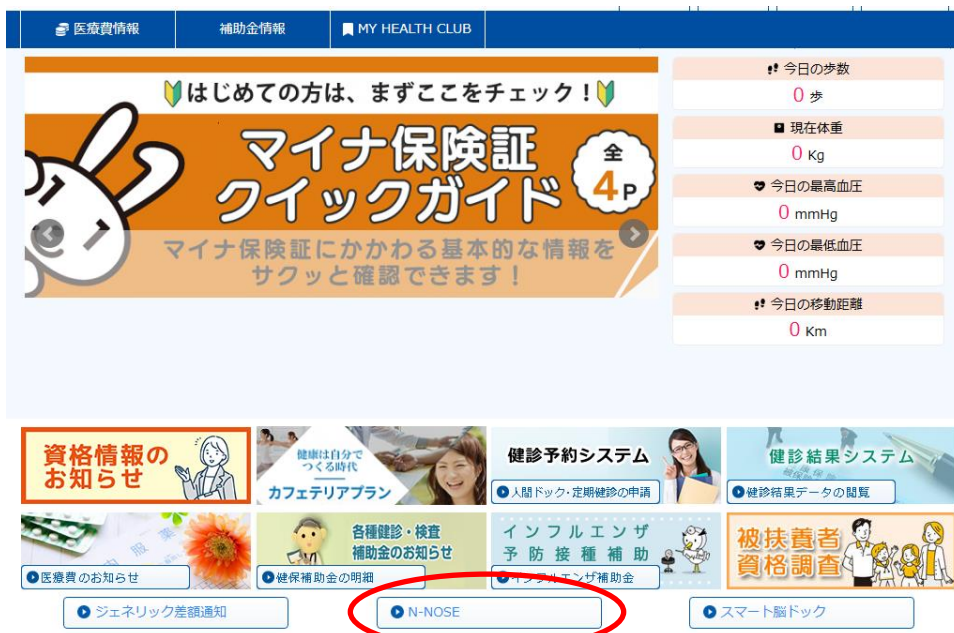 医療費情報
補助金情報
MY HEALTH CLUB
はじめての方は、まずここをチェック！
マイナ保険証
クイックガイド
全
4P
マイナ保険証にかかわる基本的な情報を
サクッと確認できます！
今日の歩数
0 歩
現在体重
0 Kg
今日の最高血圧
0 mmHg
今日の最低血圧
0 mmHg
今日の移動距離
0 Km
資格情報の
お知らせ
健康は自分で
つくる時代
カフェテリアプラン
健診予約システム
人間ドック・定期健診の申請
健診結果システム
健診結果データの閲覧
医療費のお知らせ
各種健診・検査
補助金のお知らせ
健保補助金の明細
インフルエンザ
予防接種補助
インフルエンザ補助金
被扶養者
資格調査
ジェネリック差額通知
N-NOSE
スマート脳ドック